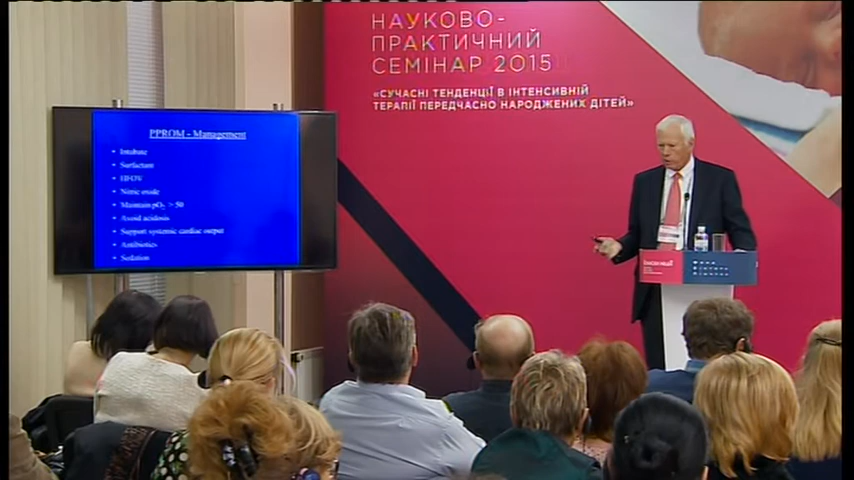 НАУКОВО-
ПРАКТИЧНИЙ
СЕМІНАР 2015
«СУЧАСНІ ТЕНДЕНЦІЇ В ІНТЕНСИВНІЙ
ТЕРАПІЇ ПЕРЕДЧАСНО НАРОДЖЕНИХ ДІТЕЙ»
PPROM - Management
• Intubate
• Surfactant
• HFOV
• Nitric oxide
• Maintain pO2 > 50
• Avoid acidosis
• Support systemic cardiac output
• Antibiotics
• Sedation